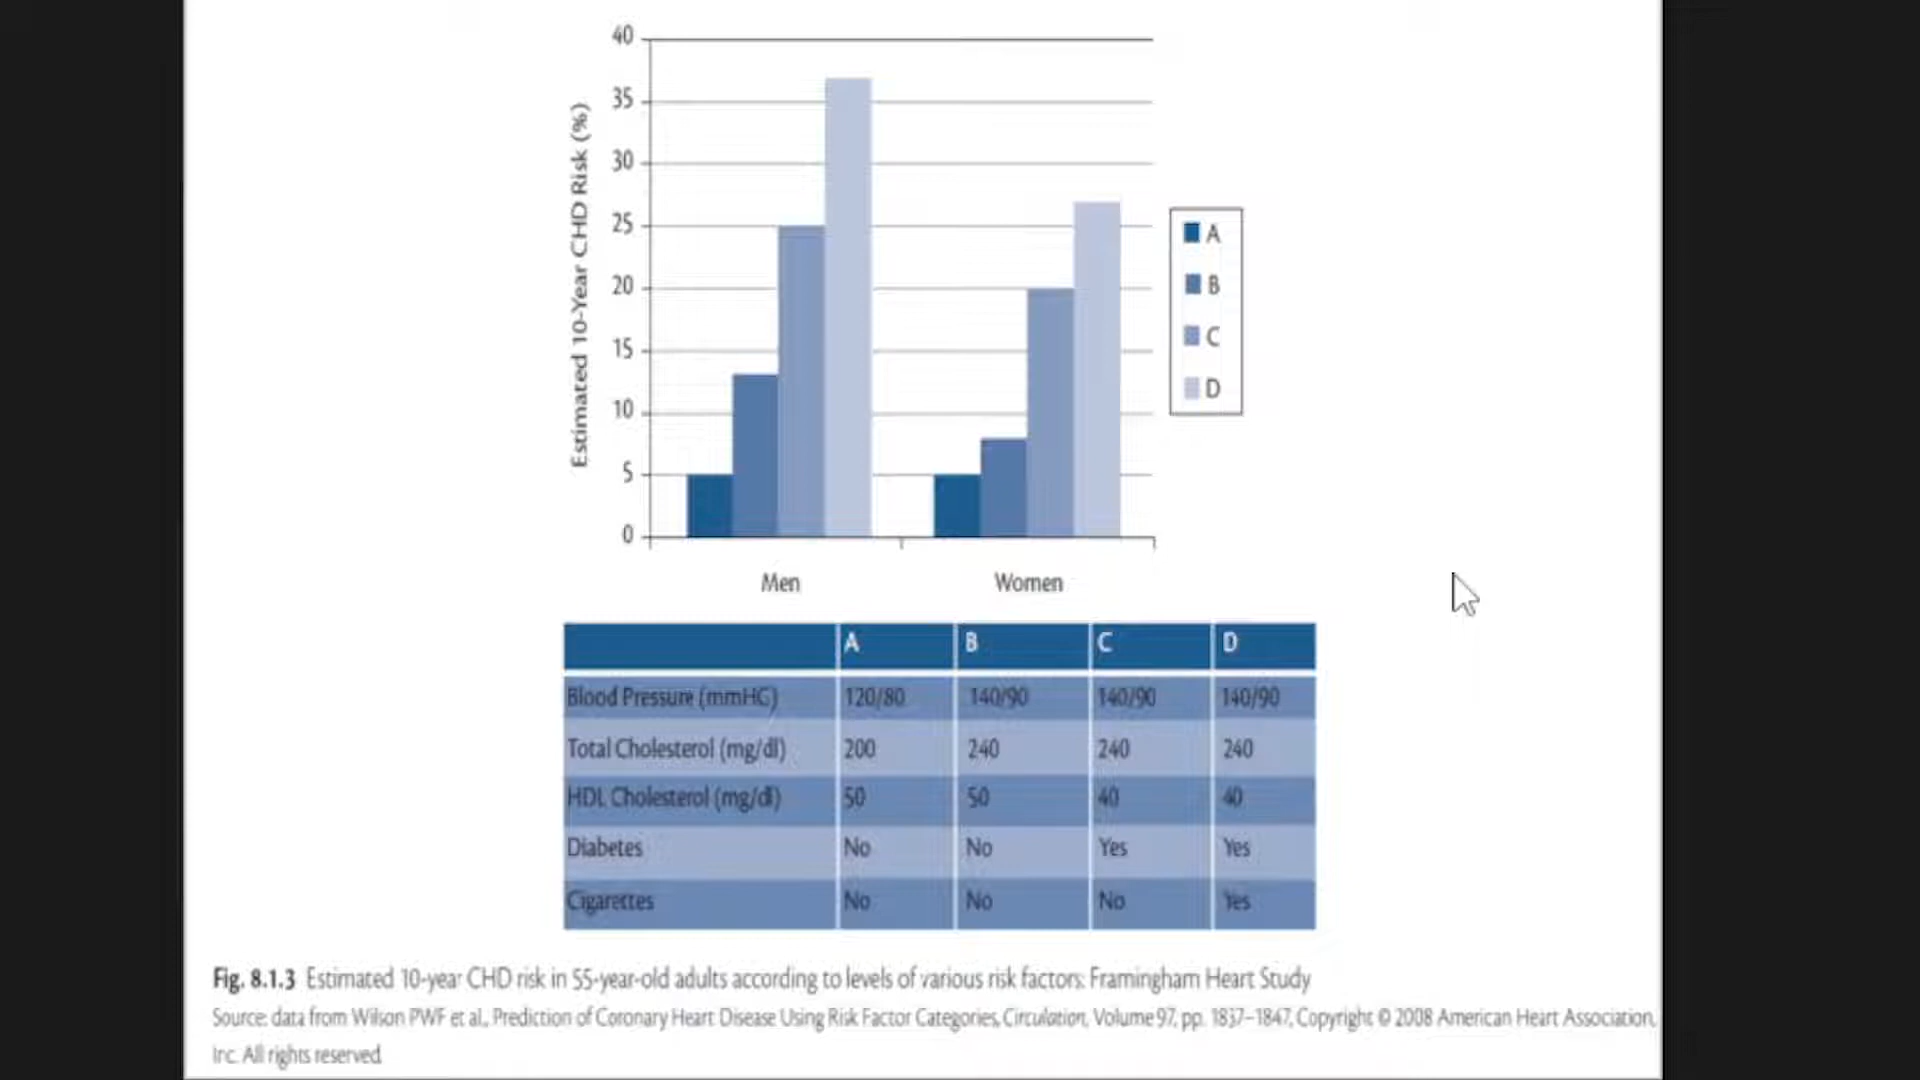 40
35
30
25
20
15
10
5
0
Estimated 10-Year CHD Risk (%)
Men Women
A
B
C
D
A B C D
Blood Pressure (mmHG) 120/80 140/90 140/90 140/90
Total Cholesterol (mg/dl) 200 240 240 240
HDL Cholesterol (mg/dl) 50 50 40 40
Diabetes No No Yes Yes
Cigarettes No No No Yes
Fig. 8.1.3 Estimated 10-year CHD risk in 55-year-old adults according to levels of various risk factors: Framingham Heart Study
Source: data from Wilson PWF et al., Prediction of Coronary Heart Disease Using Risk Factor Categories, Circulation, Volume 97, pp. 1837–1847, Copyright © 2008 American Heart Association,
Inc. All rights reserved.